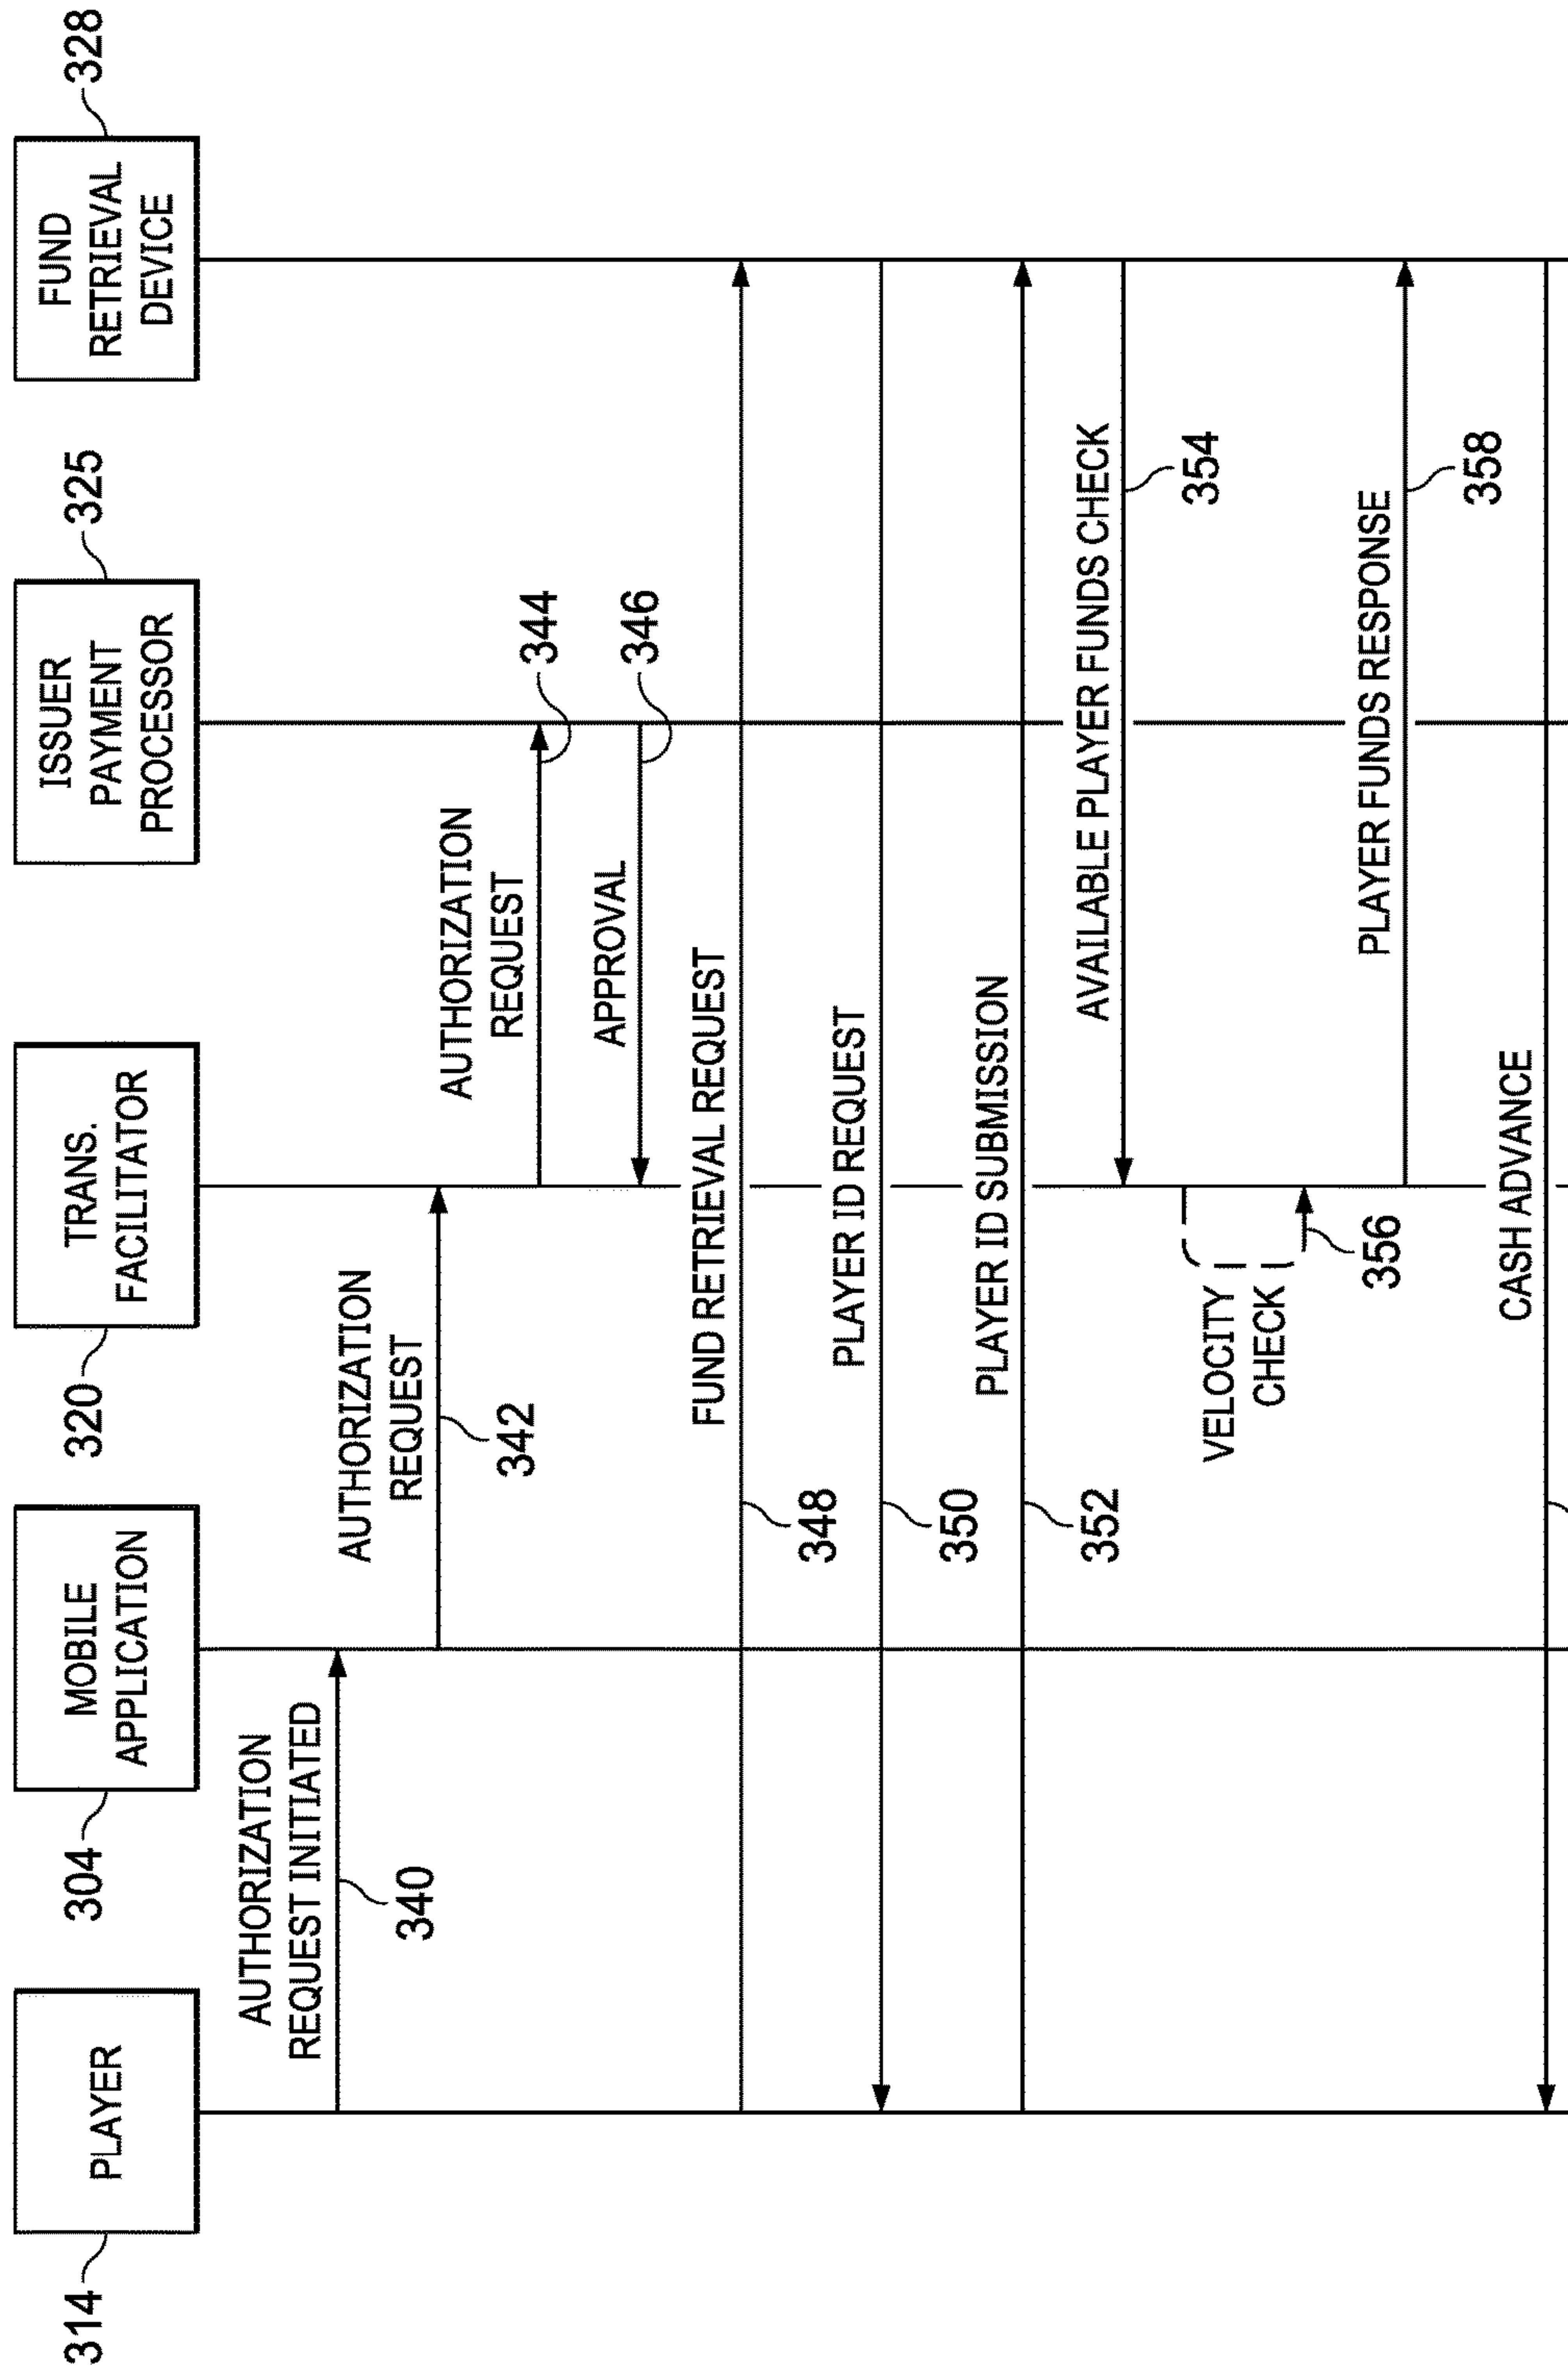 314
PLAYER
304
MOBILE
APPLICATION
320
TRANS.
FACILITATOR
ISSUER
PAYMENT
PROCESSOR
325
FUND
RETRIEVAL
DEVICE
328
AUTHORIZATION
REQUEST INITIATED
340
AUTHORIZATION
REQUEST
342
AUTHORIZATION
REQUEST
344
APPROVAL
346
FUND RETRIEVAL REQUEST
348
PLAYER ID REQUEST
350
PLAYER ID SUBMISSION
352
AVAILABLE PLAYER FUNDS CHECK
354
VELOCITY
CHECK
356
PLAYER FUNDS RESPONSE
358
CASH ADVANCE